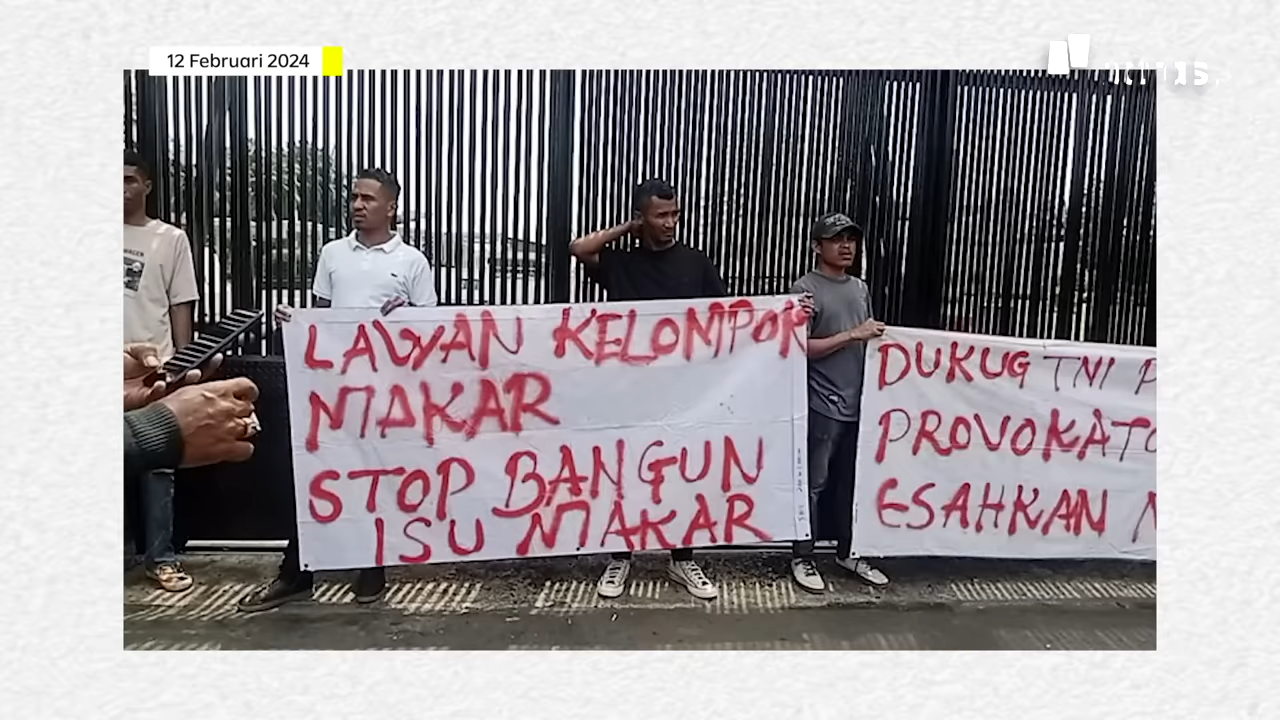 12 Februari 2024
LAWAN KELOMPOK
MAKAR
STOP BANGUN
ISU MAKAR
DUKUG TNI
PROVOKATO
ESAHKAN